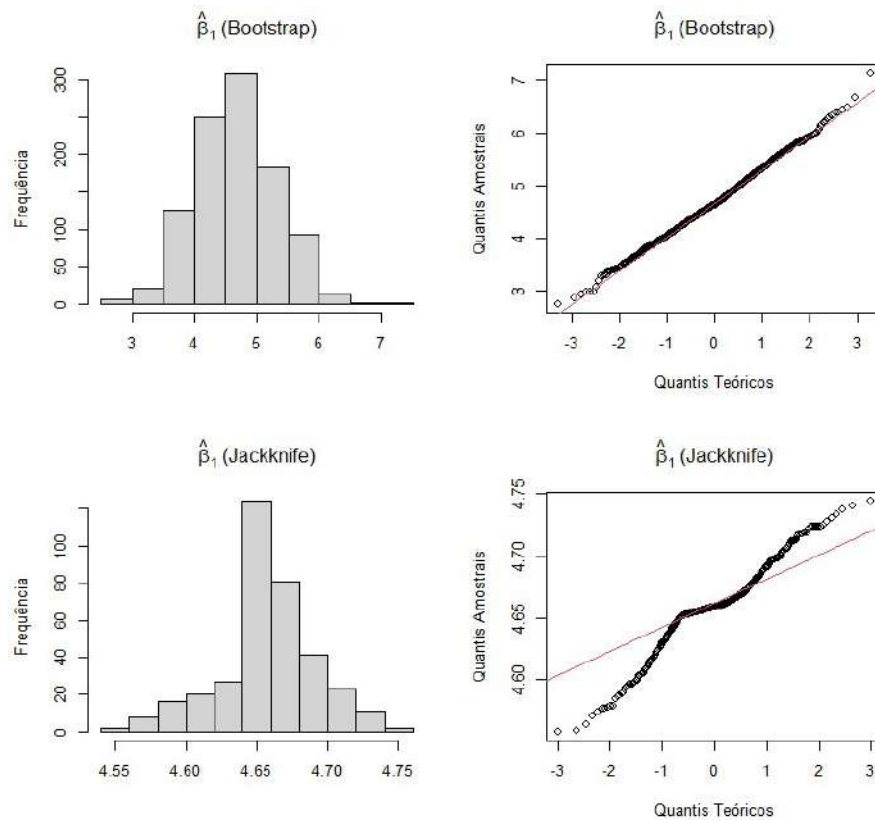 β̂₁ (Bootstrap)
Frequência
0 50 100 200 300
3 4 5 6 7
β̂₁ (Bootstrap)
Quantis Amostrais
3 4 5 6 7
-3 -2 -1 0 1 2 3
Quantis Teóricos
β̂₁ (Jackknife)
Frequência
0 20 40 60 80 100
4.55 4.60 4.65 4.70 4.75
β̂₁ (Jackknife)
Quantis Amostrais
4.60 4.65 4.70 4.75
-3 -2 -1 0 1 2 3
Quantis Teóricos